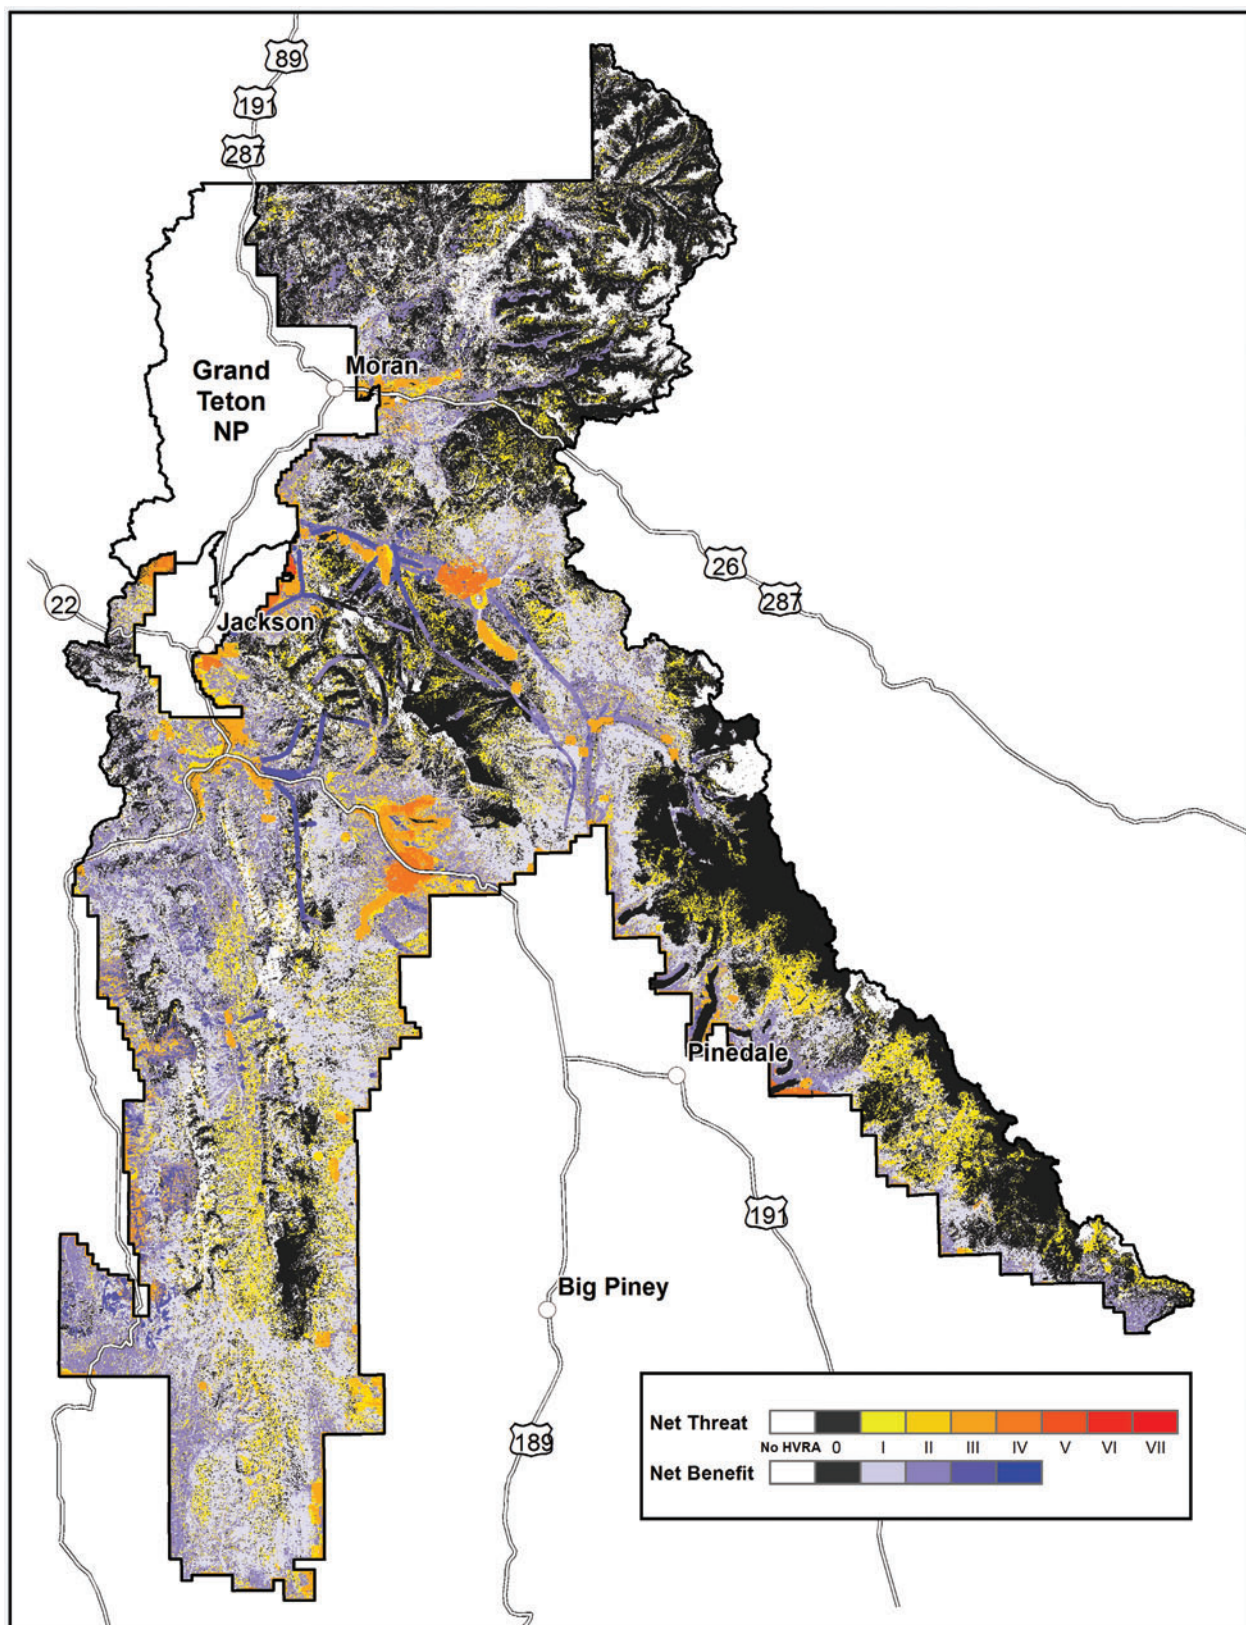 89
191
287
Moran
Grand
Teton
NP
26
287
22
Jackson
Pinedale
191
Big Piney
189
Net Threat
No HVRA 0 I II III IV V VI VII
Net Benefit